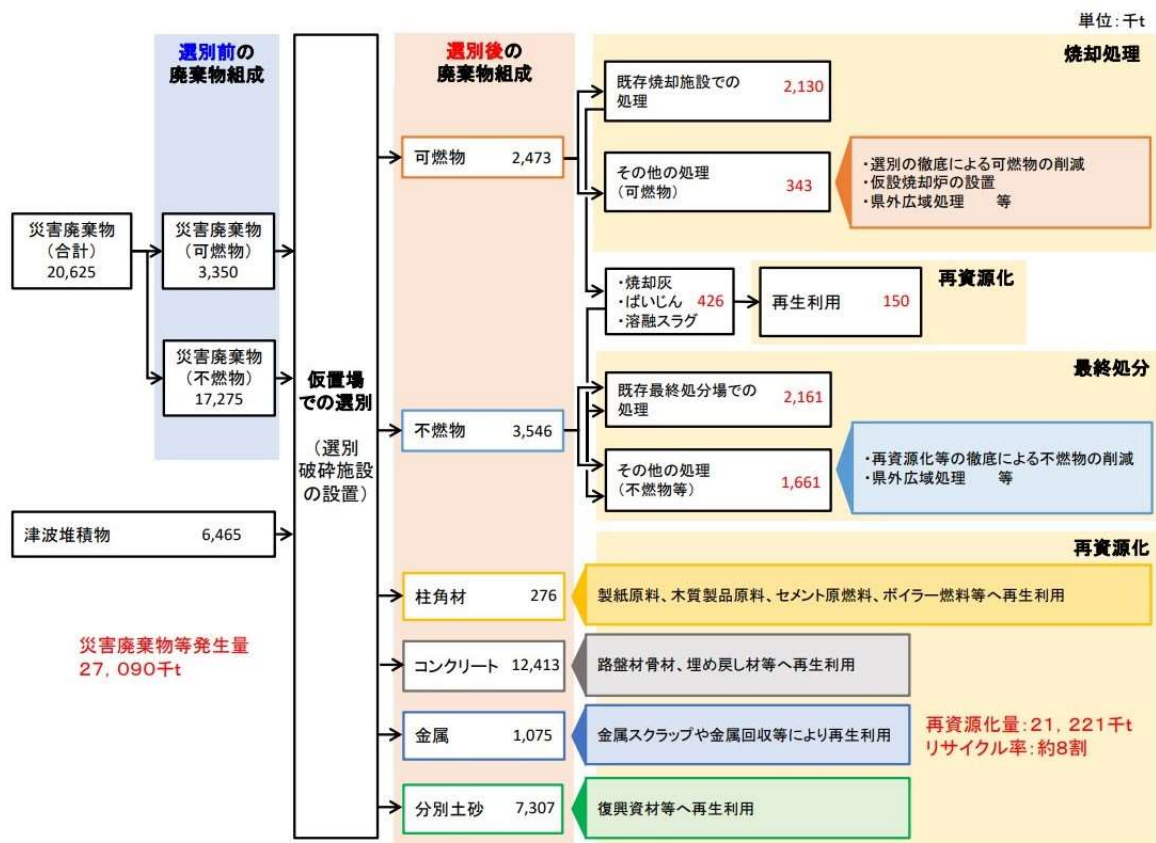 単位：千t
選別前の
廃棄物組成
選別後の
廃棄物組成
焼却処理
既存焼却施設での
処理
2,130
可燃物 2,473
その他の処理
（可燃物）
343
・選別の徹底による可燃物の削減
・仮設焼却炉の設置
・県外広域処理　等
災害廃棄物
（合計）
20,625
災害廃棄物
（可燃物）
3,350
・焼却灰
・ばいじん
・溶融スラグ
426
再資源化
再生利用 150
災害廃棄物
（不燃物）
17,275
仮置場
での選別
（選別
破砕施設
の設置）
最終処分
既存最終処分場での
処理
2,161
不燃物 3,546
その他の処理
（不燃物等）
1,661
・再資源化等の徹底による不燃物の削減
・県外広域処理　等
津波堆積物 6,465
再資源化
柱角材 276
製紙原料、木質製品原料、セメント原燃料、ボイラー燃料等へ再生利用
災害廃棄物等発生量
27，090千t
コンクリート 12,413
路盤材骨材、埋め戻し材等へ再生利用
金属 1,075
金属スクラップや金属回収等により再生利用
再資源化量：21，221千t
リサイクル率：約8割
分別土砂 7,307
復興資材等へ再生利用